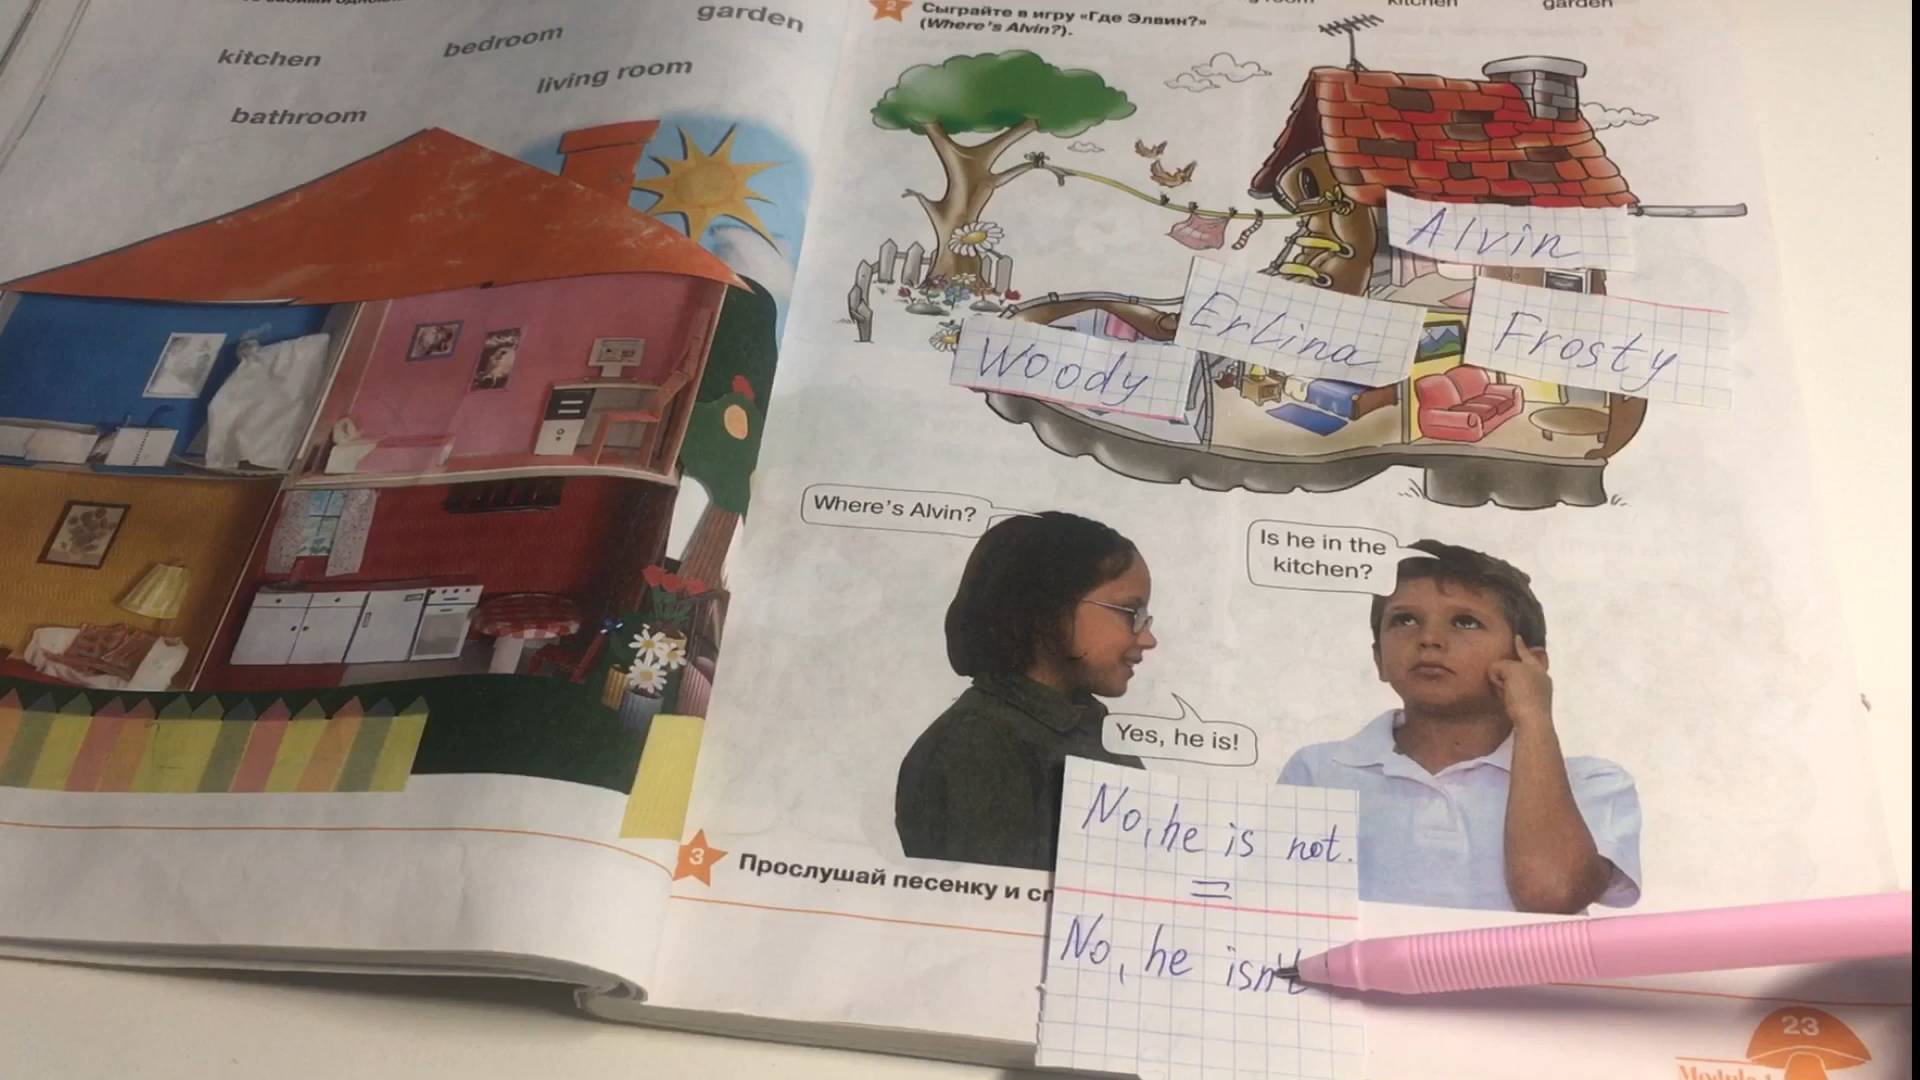 garden
kitchen
bedroom
living room
bathroom
2
Сыграйте в игру «Где Элвин?»
(Where's Alvin?).
kitchen
garden
Alvin
Erlina
Frosty
Woody
Where's Alvin?
Is he in the
kitchen?
Yes, he is!
No, he is not.
=
No, he isn't
3 Прослушай песенку и
23